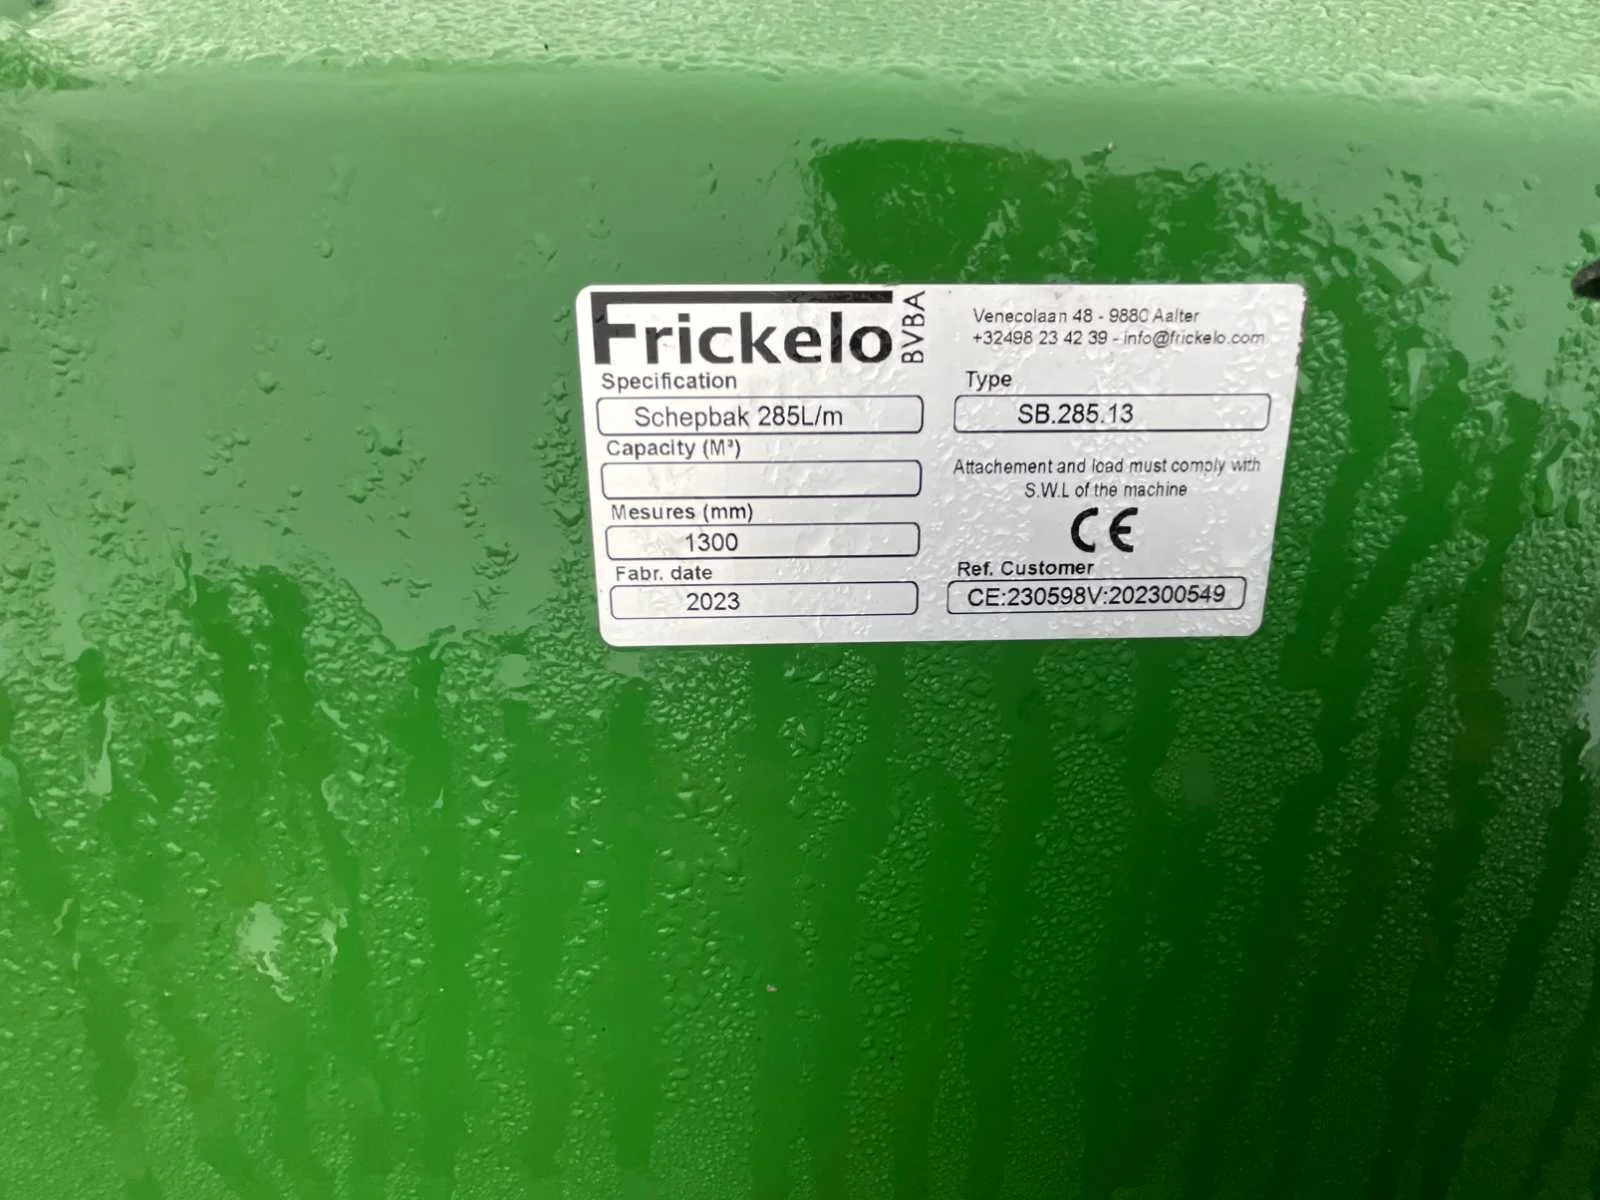 Frickelo BVBA
Venecolaan 48 - 9880 Aalter
+32498 23 42 39 - info@frickelo.com
Specification
Schepbak 285L/m
Type
SB.285.13
Capacity (M³)
Attachement and load must comply with
S.W.L of the machine
Mesures (mm)
1300
CE
Fabr. date
2023
Ref. Customer
CE:230598V:202300549